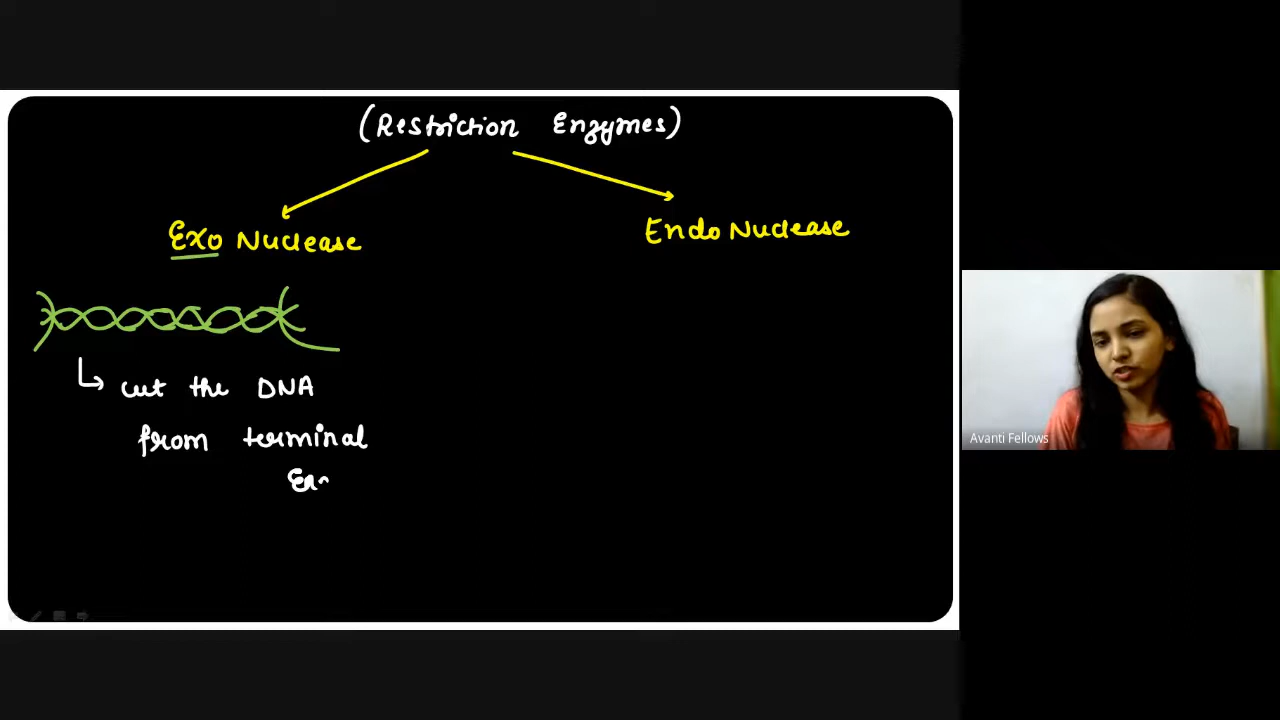 (Restriction Enzymes)
Exo Nuclease
Endo Nuclease
cut the DNA
from terminal
Avanti Fellows